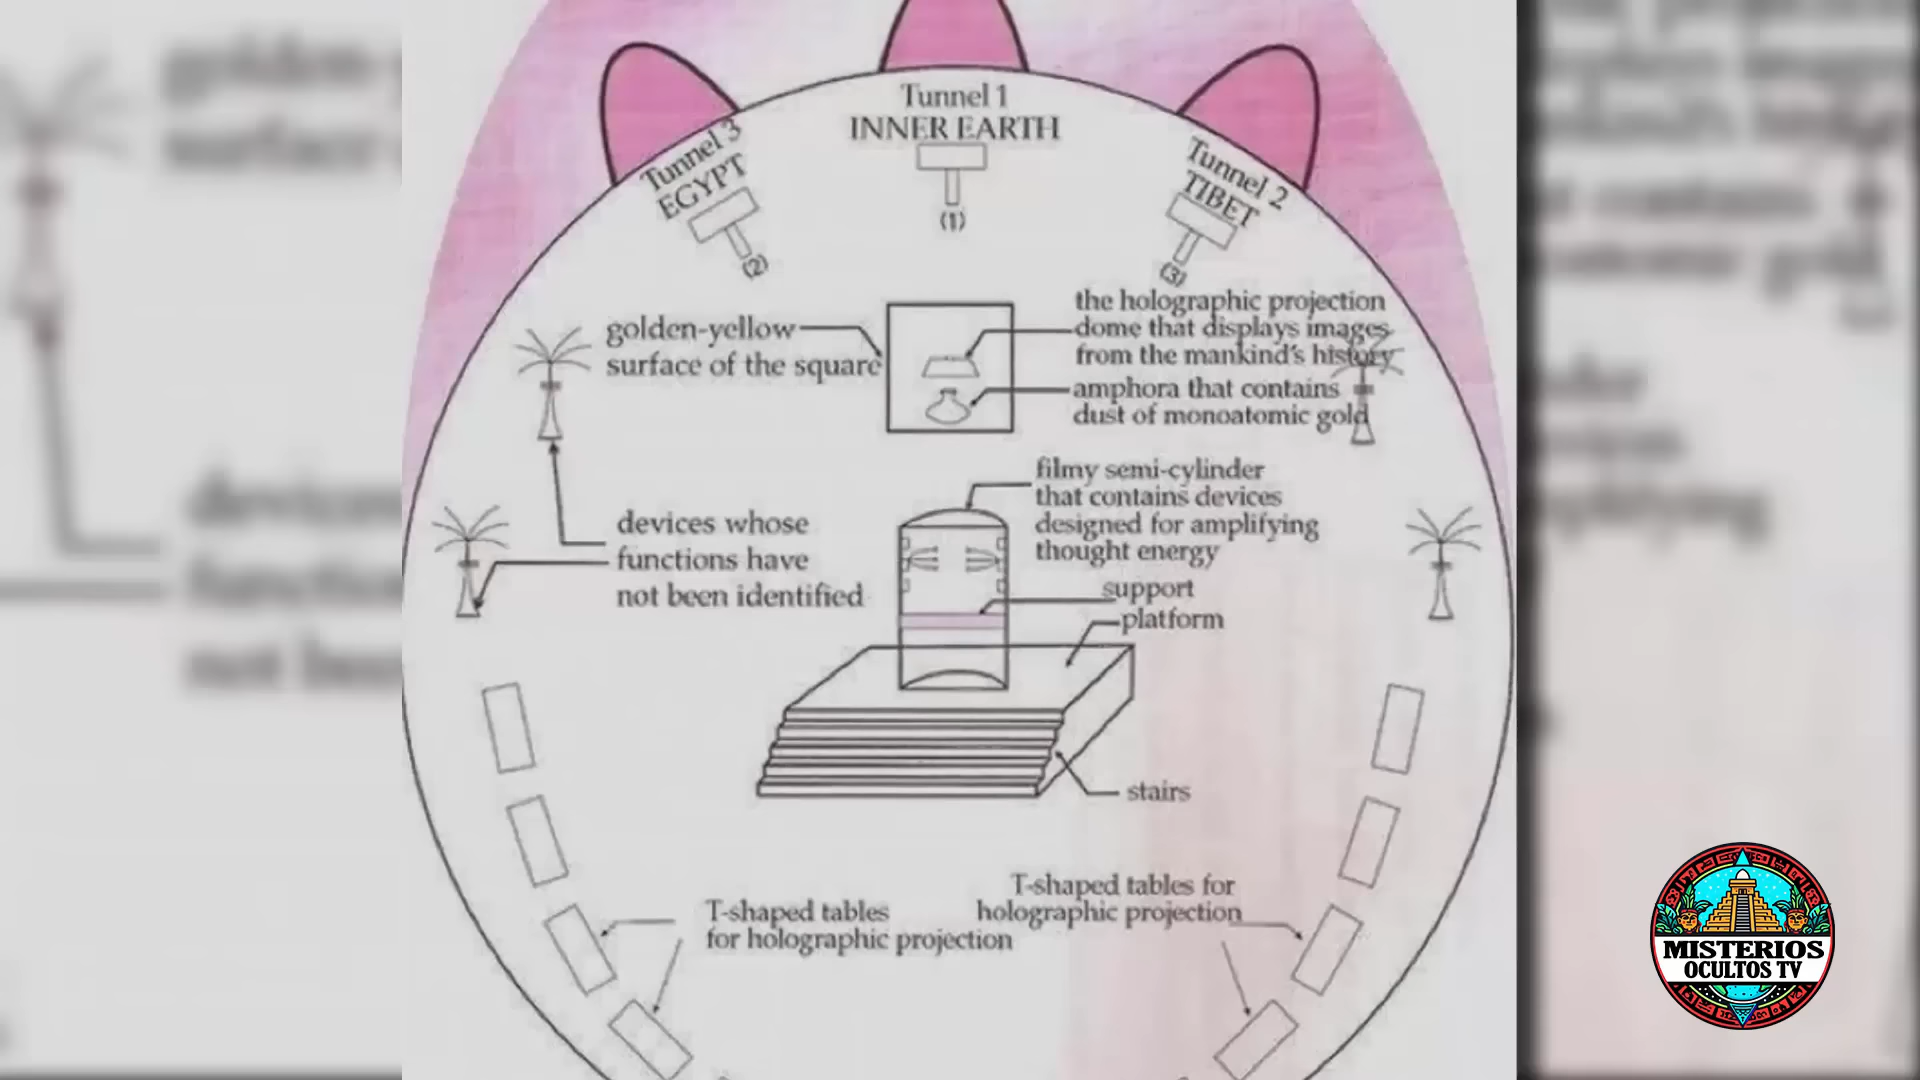 Tunnel 1
INNER EARTH
(1)
Tunnel 3
EGYPT
(2)
Tunnel 2
TIBET
(3)
golden-yellow
surface of the square
the holographic projection
dome that displays images
from the mankind's history
amphora that contains
dust of monoatomic gold
filmy semi-cylinder
that contains devices
designed for amplifying
thought energy
devices whose
functions have
not been identified
support
platform
stairs
T-shaped tables
for holographic projection
T-shaped tables for
holographic projection
MISTERIOS
OCULTOS TV